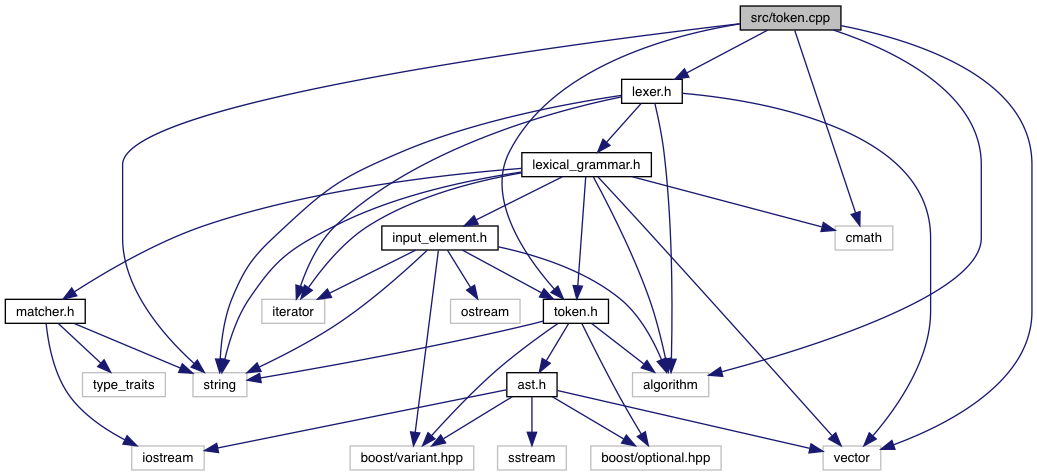 src/token.cpp
lexer.h
lexical_grammar.h
input_element.h
cmath
matcher.h
iterator
ostream
token.h
type_traits
string
ast.h
algorithm
iostream
boost/variant.hpp
sstream
boost/optional.hpp
vector